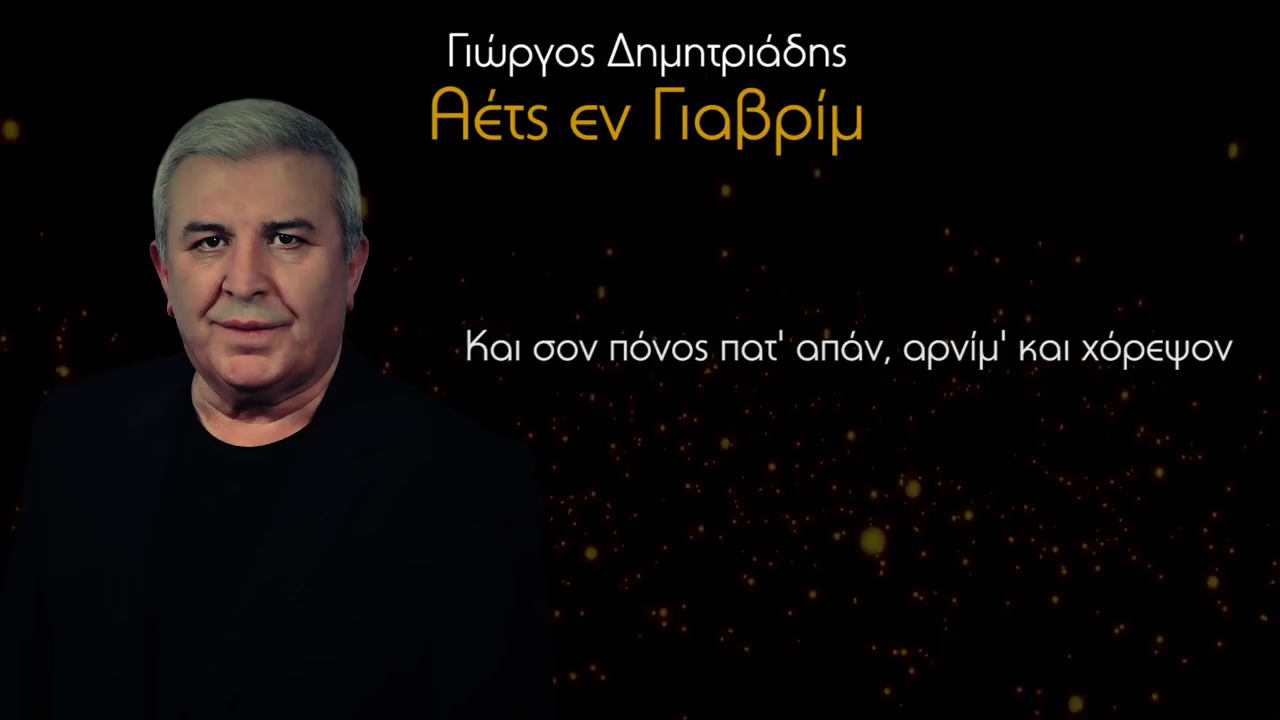 Γιώργος Δημητριάδης
Αέτς εν Γιαβρίμ
Και σον πόνος πατ' απάν, αρνίμ' και χόρεψον